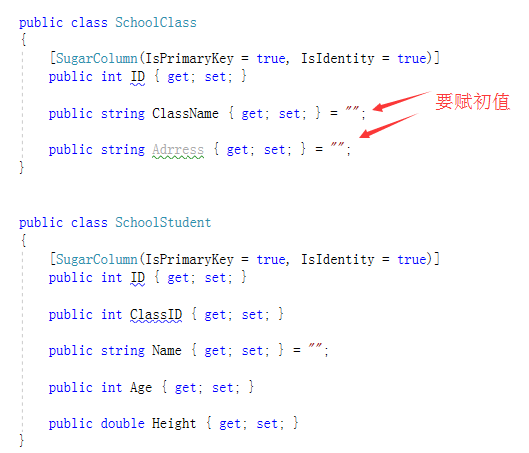 public class SchoolClass
{
[SugarColumn(IsPrimaryKey = true, IsIdentity = true)]
public int ID { get; set; }
public string ClassName { get; set; } = "";
要赋初值
public string Adrress { get; set; } = "";
}
public class SchoolStudent
{
[SugarColumn(IsPrimaryKey = true, IsIdentity = true)]
public int ID { get; set; }
public int ClassID { get; set; }
public string Name { get; set; } = "";
public int Age { get; set; }
public double Height { get; set; }
}